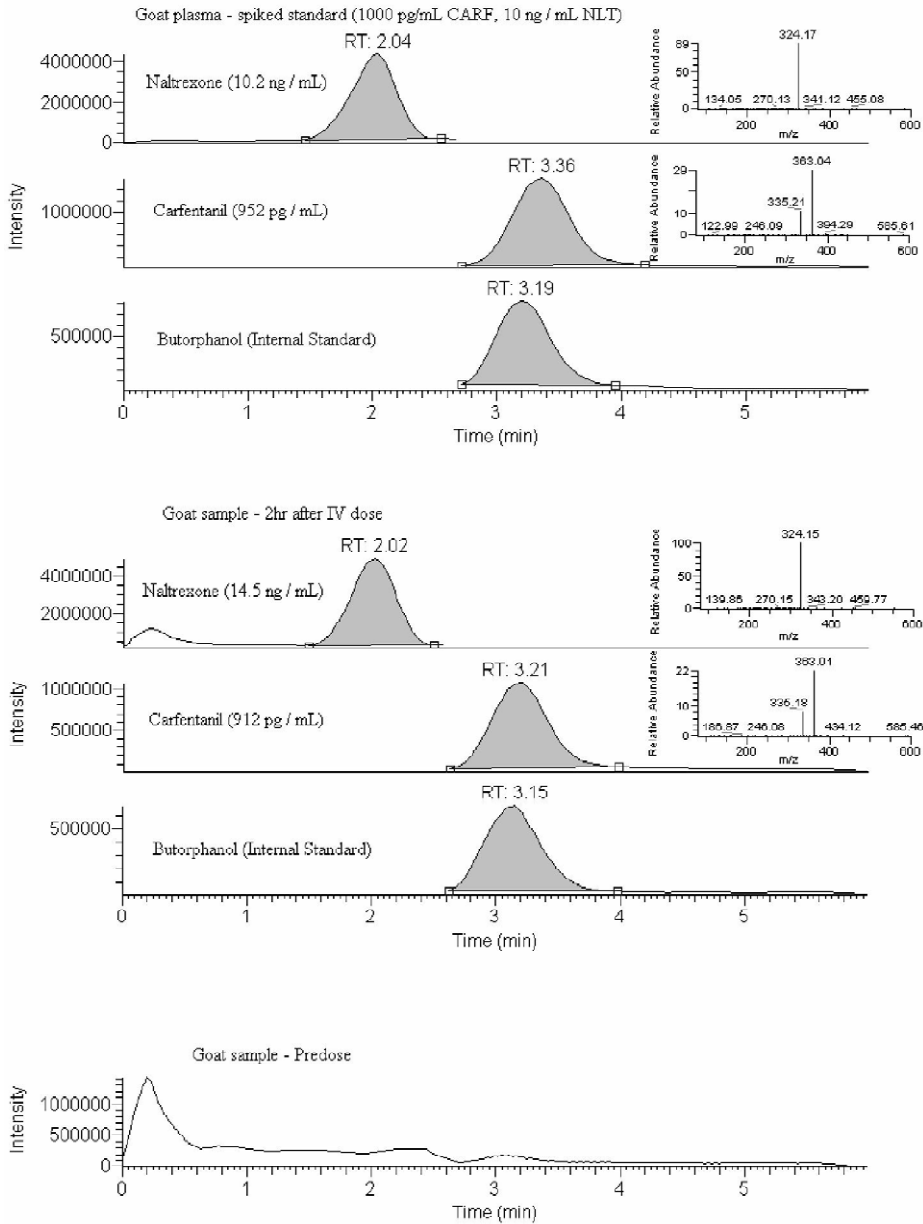 Goat plasma - spiked standard (1000 pg/mL CARF, 10 ng / mL NLT)
RT: 2.04
4000000
2000000
0
Naltrexone (10.2 ng / mL)
324.17
89
50
0
134.05 270.13 341.12 455.08
200 400 600
m/z
Relative Abundance
RT: 3.36
1000000
Carfentanil (952 pg / mL)
363.04
29
10
0
335.21
122.99 246.09 394.29 585.61
200 400 600
m/z
Relative Abundance
Intensity
RT: 3.19
500000
Butorphanol (Internal Standard)
0 1 2 3 4 5
Time (min)
Goat sample - 2hr after IV dose
RT: 2.02
4000000
2000000
Naltrexone (14.5 ng / mL)
324.15
100
50
0
139.86 270.15 343.20 459.77
200 400 600
m/z
Relative Abundance
RT: 3.21
1000000
500000
Carfentanil (912 pg / mL)
363.01
22
10
0
335.18
185.87 246.08 434.12 585.46
200 400 600
m/z
Relative Abundance
Intensity
RT: 3.15
500000
Butorphanol (Internal Standard)
0 1 2 3 4 5
Time (min)
Goat sample - Predose
1000000
500000
0
Intensity
0 1 2 3 4 5
Time (min)